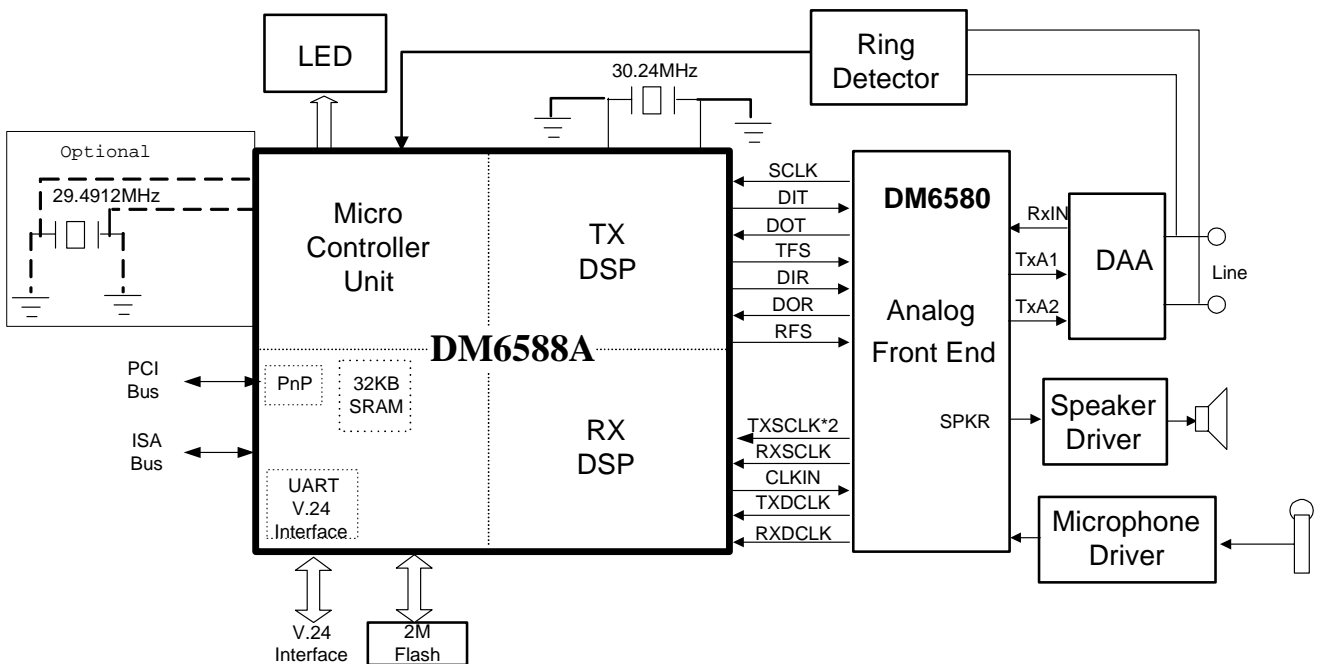 LED
Ring
Detector
30.24MHz
Optional
29.4912MHz
Micro
Controller
Unit
TX
DSP
DM6588A
PnP
32KB
SRAM
RX
DSP
UART
V.24
Interface
PCI
Bus
ISA
Bus
V.24
Interface
2M
Flash
SCLK
DIT
DOT
TFS
DIR
DOR
RFS
TXSCLK*2
RXSCLK
CLKIN
TXDCLK
RXDCLK
DM6580
Analog
Front End
SPKR
RxIN
TxA1
TxA2
DAA
Line
Speaker
Driver
Microphone
Driver